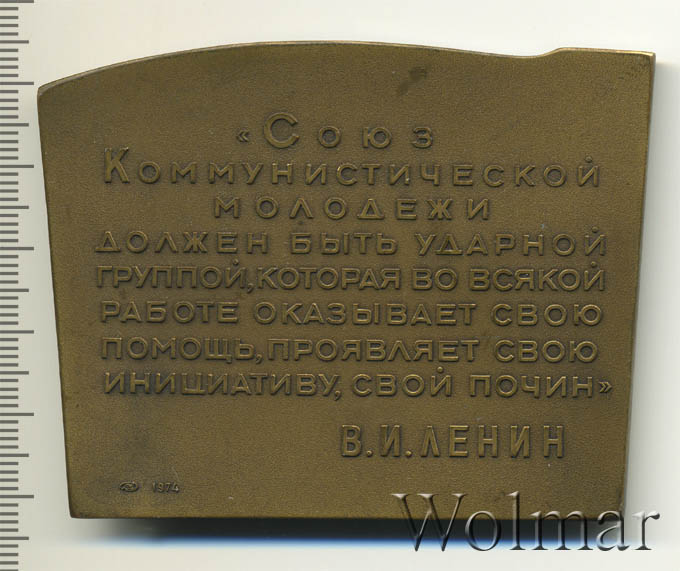 «Союз
Коммунистической
молодежи
должен быть ударной
группой, которая во всякой
работе оказывает свою
помощь, проявляет свою
инициативу, свой почин»
В.И.ЛЕНИН
1974
Wolmar